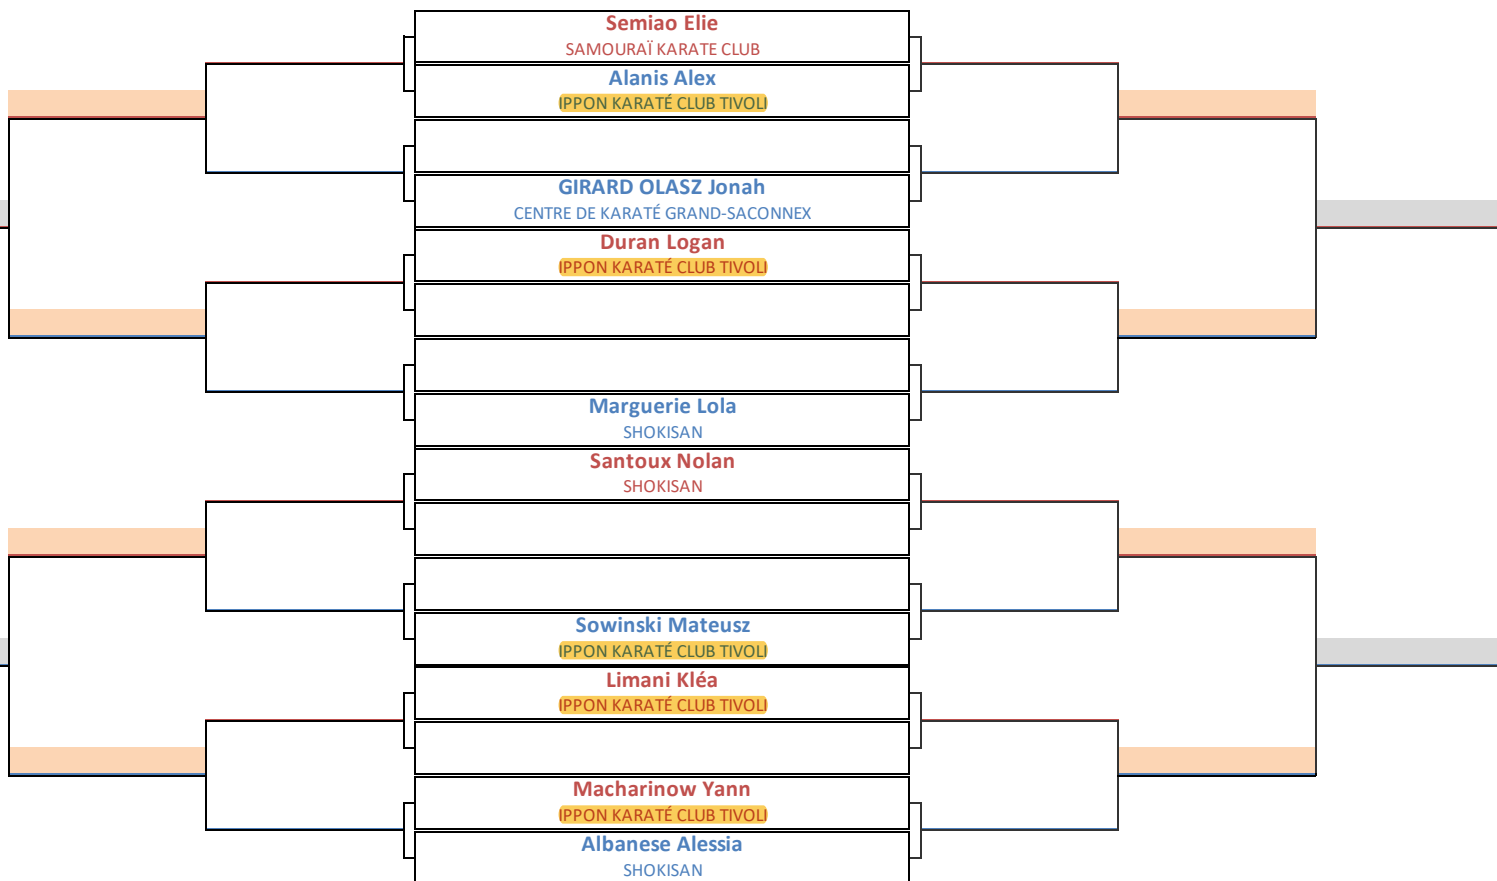 Semiao Elie
SAMOURAÏ KARATE CLUB
Alanis Alex
IPPON KARATÉ CLUB TIVOLI
GIRARD OLASZ Jonah
CENTRE DE KARATÉ GRAND-SACONNEX
Duran Logan
IPPON KARATÉ CLUB TIVOLI
Marguerie Lola
SHOKISAN
Santoux Nolan
SHOKISAN
Sowinski Mateusz
IPPON KARATÉ CLUB TIVOLI
Limani Kléa
IPPON KARATÉ CLUB TIVOLI
Macharinow Yann
IPPON KARATÉ CLUB TIVOLI
Albanese Alessia
SHOKISAN